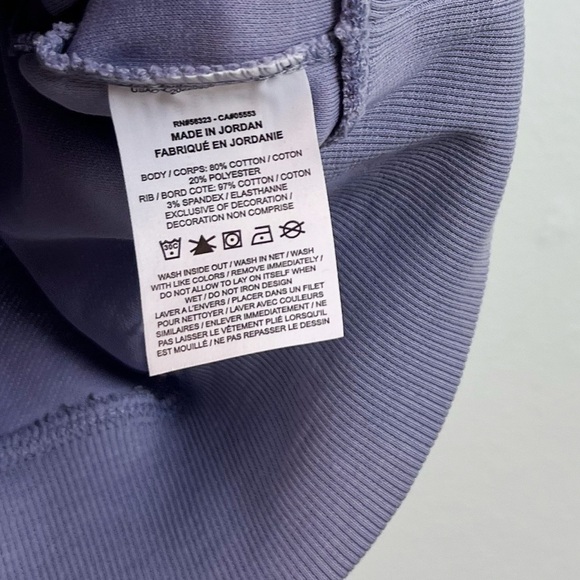 RN#56323 - CA#05553
MADE IN JORDAN
FABRIQUÉ EN JORDANIE
BODY / CORPS: 80% COTTON / COTON
20% POLYESTER
RIB / BORD COTE: 97% COTTON / COTON
3% SPANDEX / ELASTHANNE
EXCLUSIVE OF DECORATION /
DECORATION NON COMPRISE
30C
WASH INSIDE OUT / WASH IN NET / WASH
WITH LIKE COLORS / REMOVE IMMEDIATELY /
DO NOT ALLOW TO LAY ON ITSELF WHEN
WET / DO NOT IRON DESIGN
LAVER A L'ENVERS / PLACER DANS UN FILET
POUR NETTOYER / LAVER AVEC COULEURS
SIMILAIRES / ENLEVER IMMEDIATEMENT / NE
PAS LAISSER LE VÊTEMENT PLIÉ LORSQU'IL
EST MOUILLÉ / NE PAS REPASSER LE DESSIN